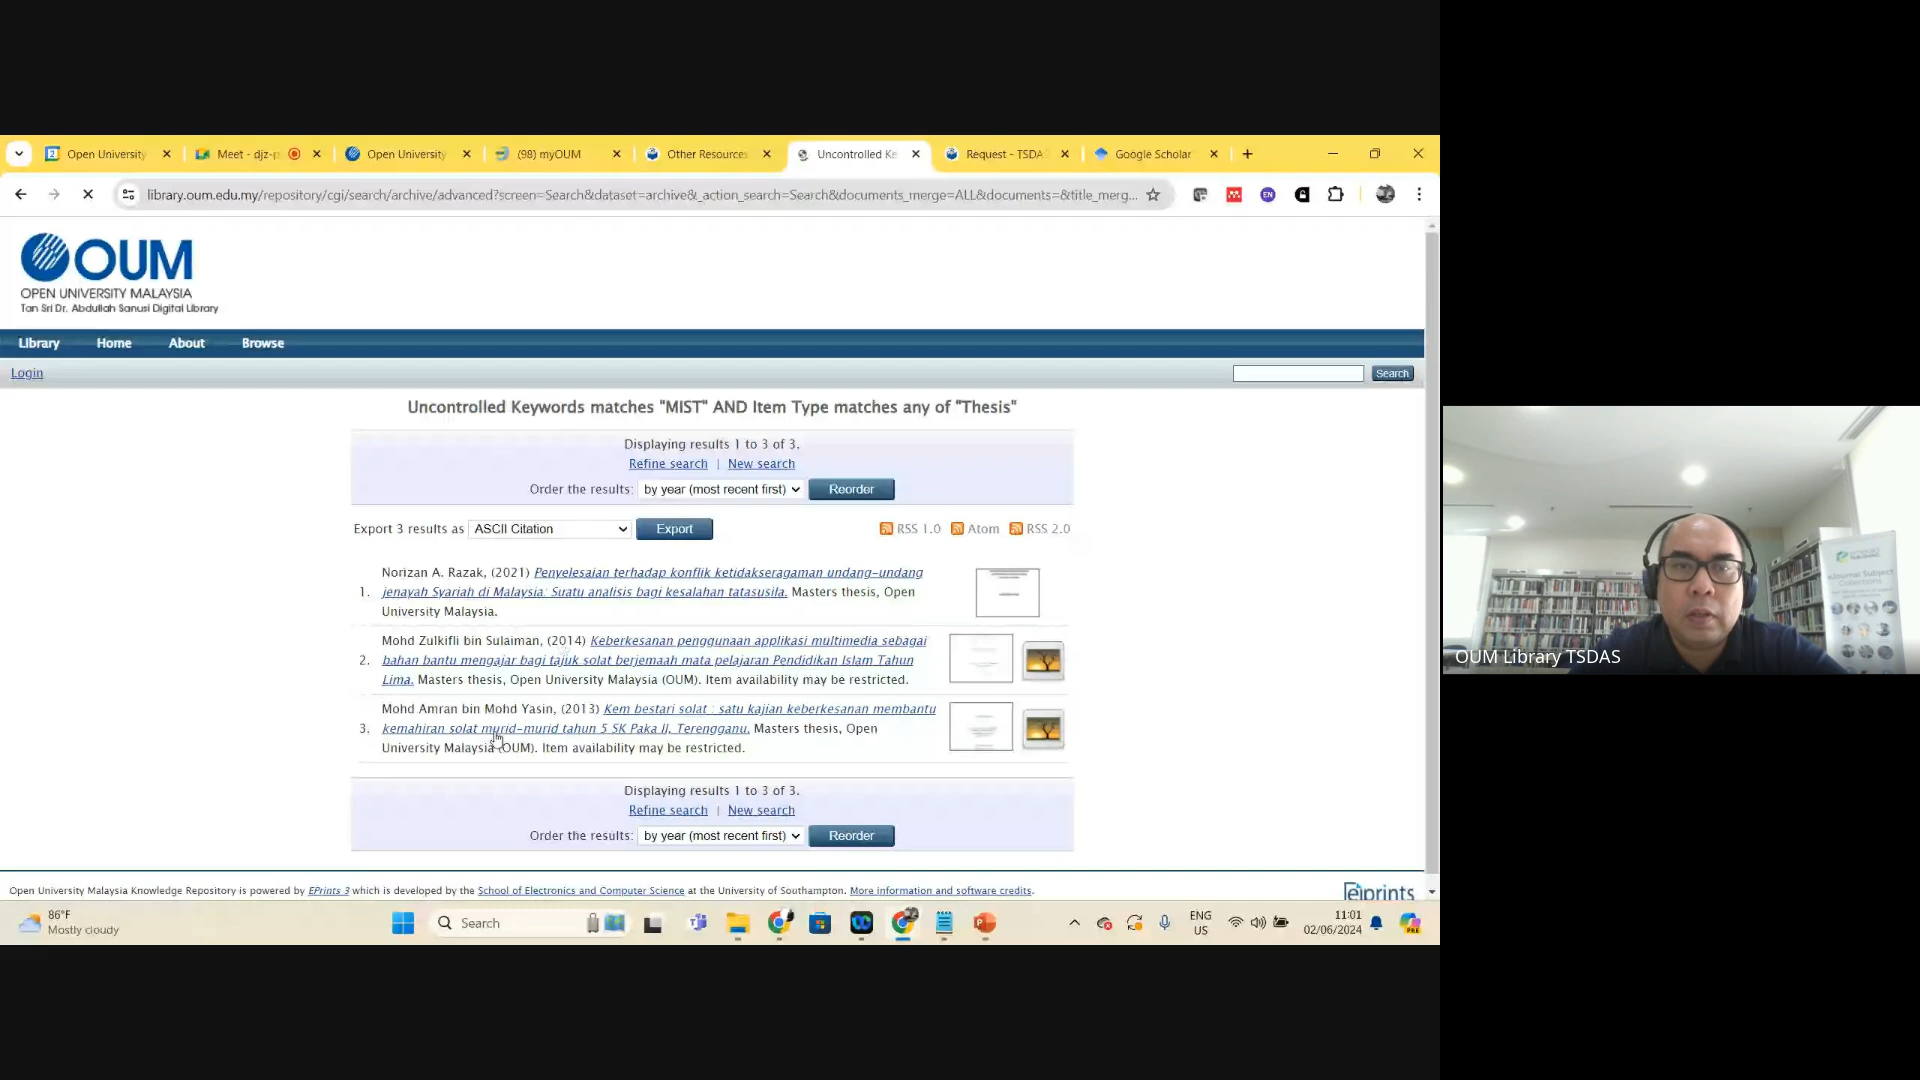 Open University
Meet - djz-p
Open University
(98) myOUM
Other Resources
Uncontrolled Ke
Request - TSDA
Google Scholar
library.oum.edu.my/repository/cgi/search/archive/advanced?screen=Search&dataset=archive&_action_search=Search&documents_merge=ALL&documents=&title_merg...
EN
OUM
OPEN UNIVERSITY MALAYSIA
Tan Sri Dr. Abdullah Sanusi Digital Library
Library Home About Browse
Login
Search
Uncontrolled Keywords matches "MIST" AND Item Type matches any of "Thesis"
Displaying results 1 to 3 of 3.
Refine search | New search
Order the results: by year (most recent first) Reorder
Export 3 results as ASCII Citation Export RSS 1.0 Atom RSS 2.0
Norizan A. Razak, (2021) Penyelesaian terhadap konflik ketidakseragaman undang-undang
1. jenayah Syariah di Malaysia: Suatu analisis bagi kesalahan tatasusila. Masters thesis, Open
University Malaysia.
Mohd Zulkifli bin Sulaiman, (2014) Keberkesanan penggunaan applikasi multimedia sebagai
2. bahan bantu mengajar bagi tajuk solat berjemaah mata pelajaran Pendidikan Islam Tahun
Lima. Masters thesis, Open University Malaysia (OUM). Item availability may be restricted.
Mohd Amran bin Mohd Yasin, (2013) Kem bestari solat : satu kajian keberkesanan membantu
3. kemahiran solat murid-murid tahun 5 SK Paka II, Terengganu. Masters thesis, Open
University Malaysia (OUM). Item availability may be restricted.
Displaying results 1 to 3 of 3.
Refine search | New search
Order the results: by year (most recent first) Reorder
Open University Malaysia Knowledge Repository is powered by EPrints 3 which is developed by the School of Electronics and Computer Science at the University of Southampton. More information and software credits.
eprints
86°F
Mostly cloudy
Search
ENG
US
11:01
02/06/2024
PRE
eJournal Subject
Collections
OUM Library TSDAS